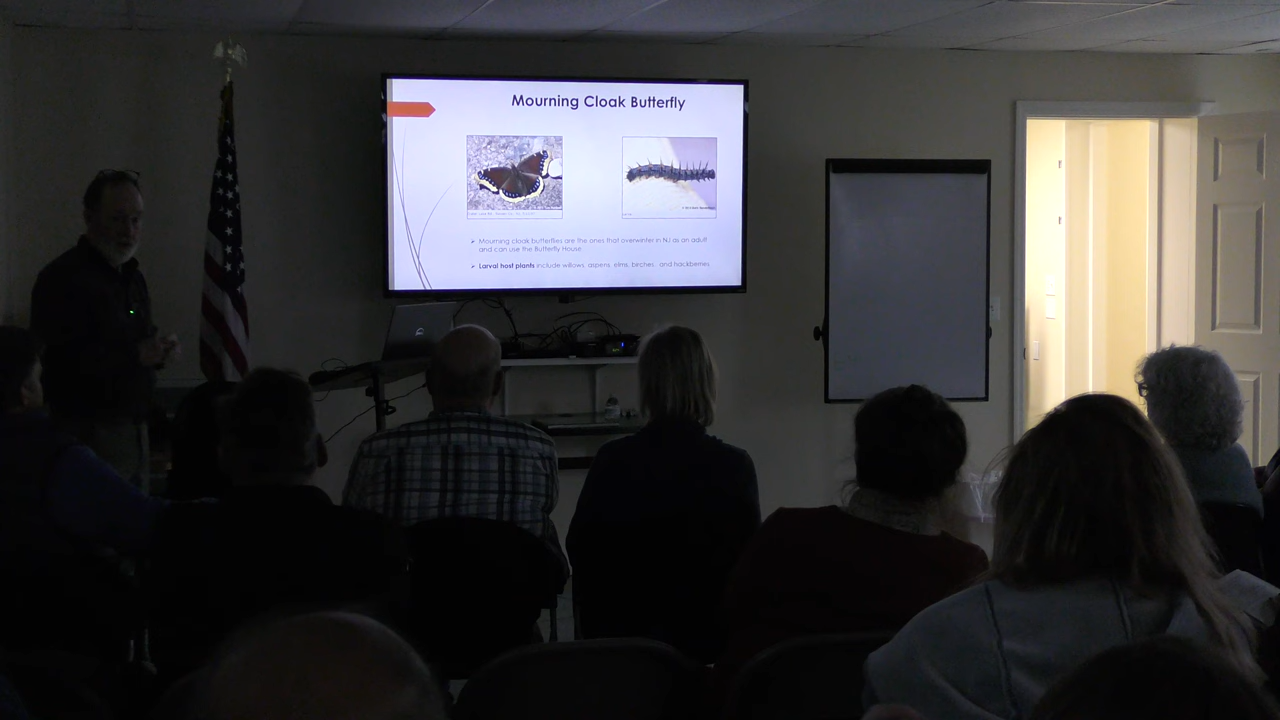 Mourning Cloak Butterfly
Mourning cloak butterflies are the ones that overwinter in NJ as an adult
and can use the Butterfly House
Larval host plants include willows, aspens, elms, birches, and hackberries